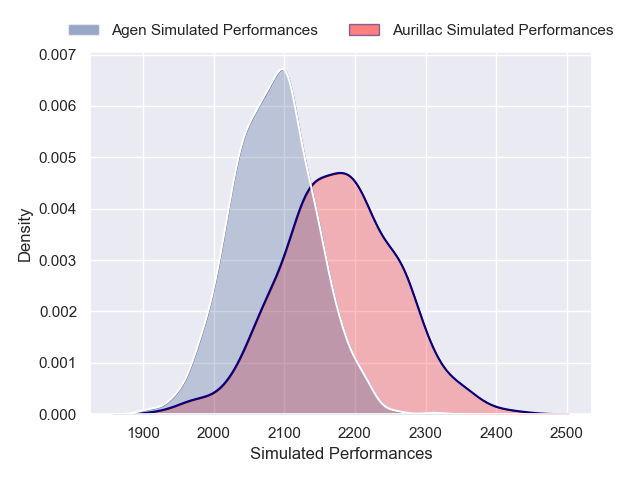 Agen Simulated Performances
Aurillac Simulated Performances
0.007
0.006
0.005
0.004
0.003
0.002
0.001
0.000
Density
1900 2000 2100 2200 2300 2400 2500
Simulated Performances